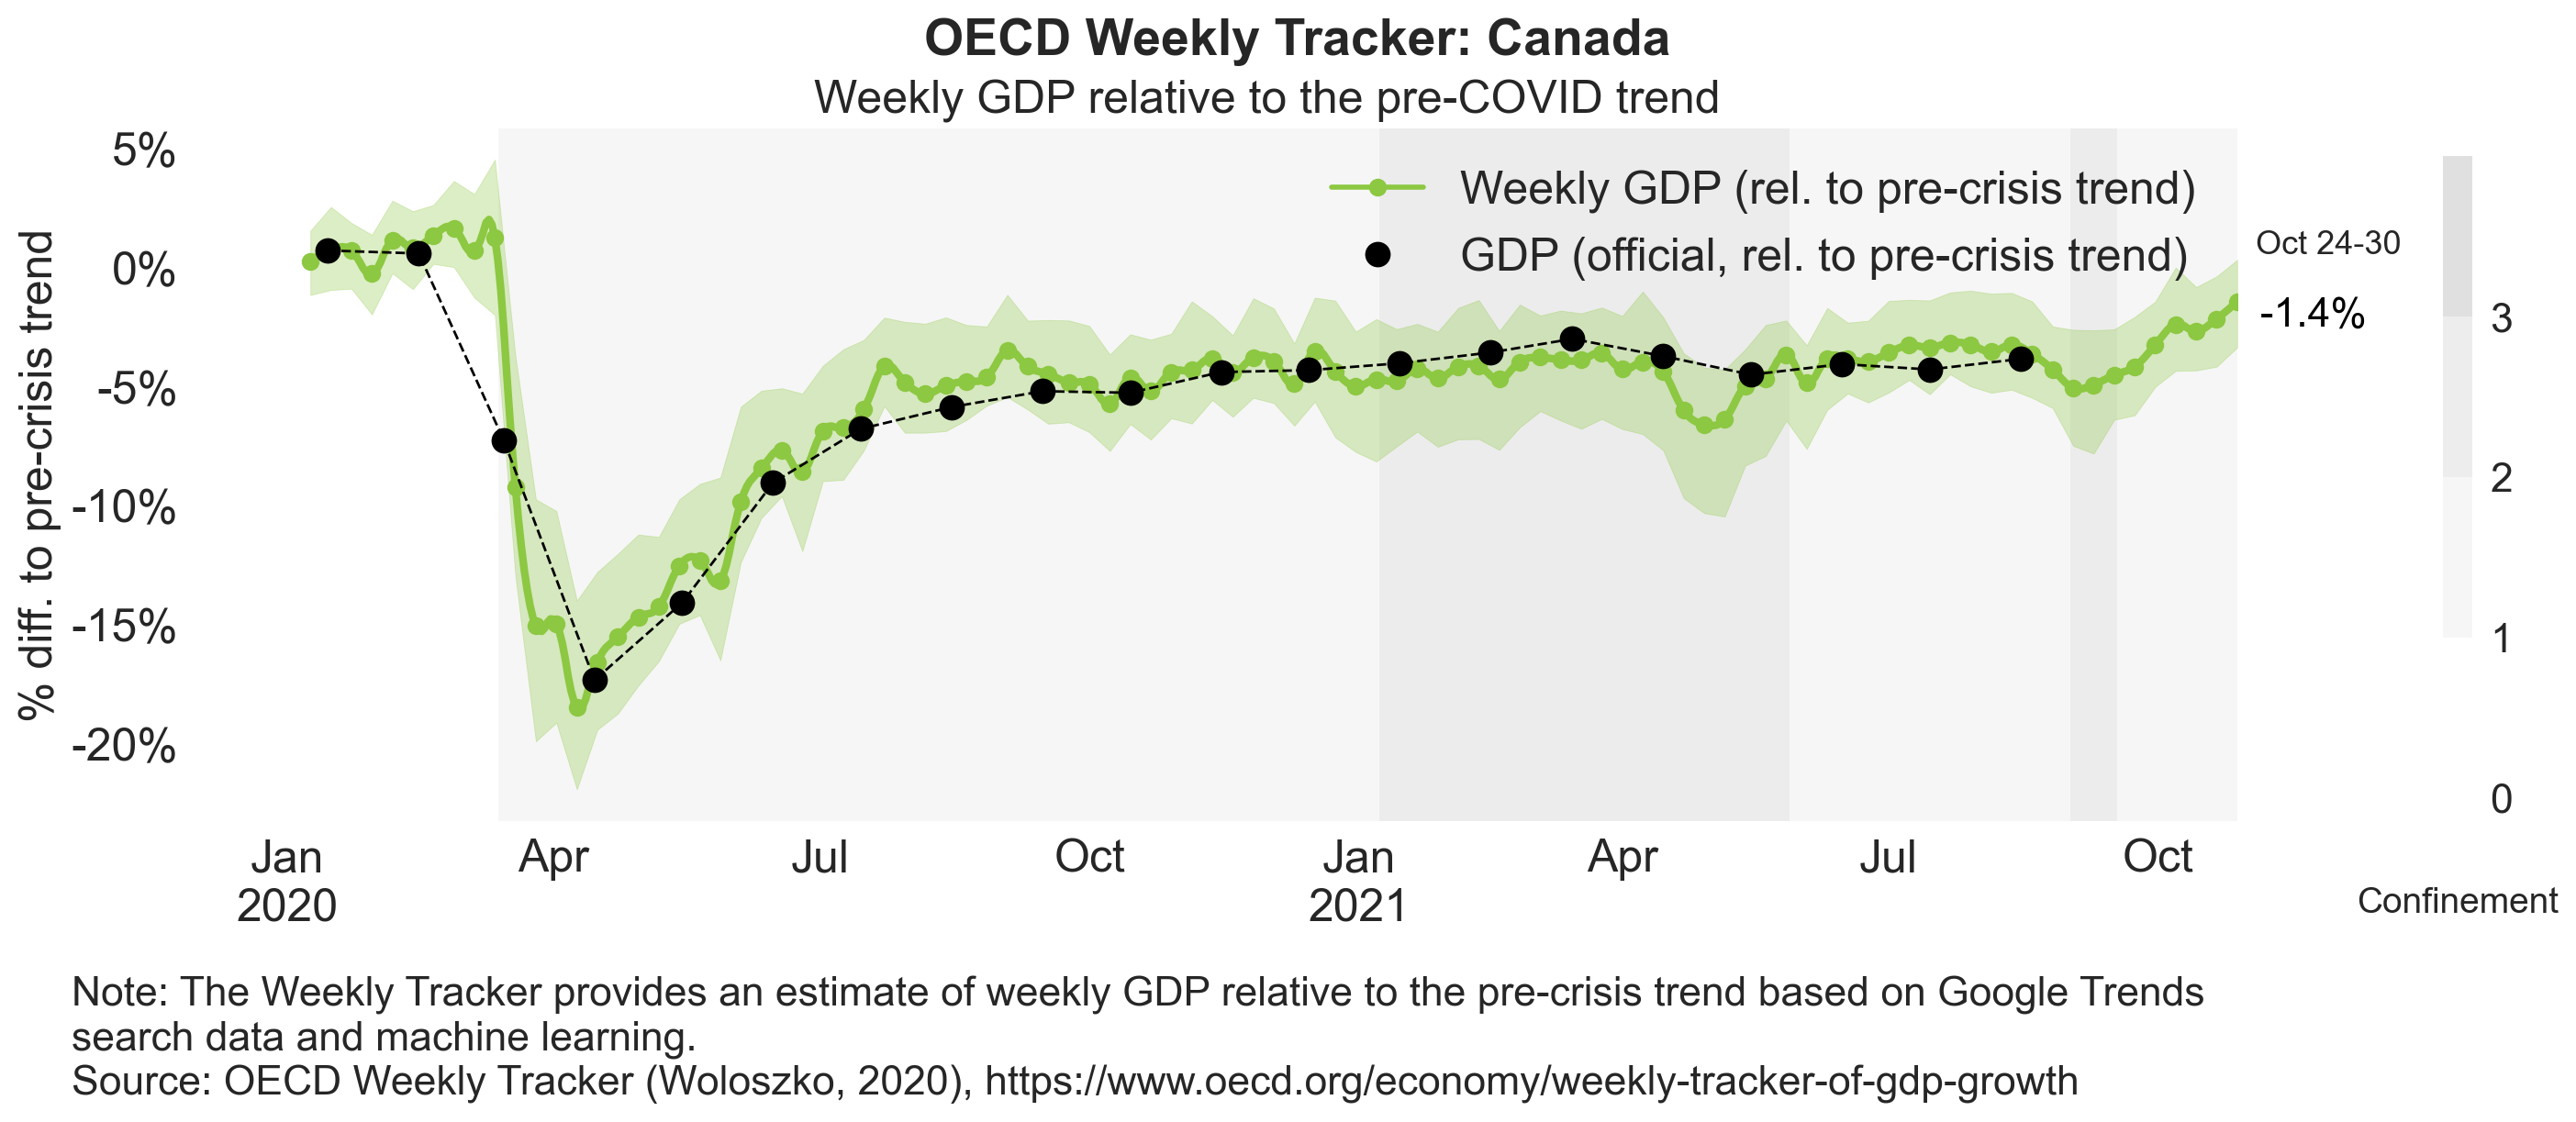 OECD Weekly Tracker: Canada
Weekly GDP relative to the pre-COVID trend
% diff. to pre-crisis trend
5%
0%
-5%
-10%
-15%
-20%
Weekly GDP (rel. to pre-crisis trend)
GDP (official, rel. to pre-crisis trend)
Oct 24-30
-1.4%
3
2
1
0
Confinement
Jan Apr Jul Oct Jan Apr Jul Oct
2020 2021
Note: The Weekly Tracker provides an estimate of weekly GDP relative to the pre-crisis trend based on Google Trends
search data and machine learning.
Source: OECD Weekly Tracker (Woloszko, 2020), https://www.oecd.org/economy/weekly-tracker-of-gdp-growth